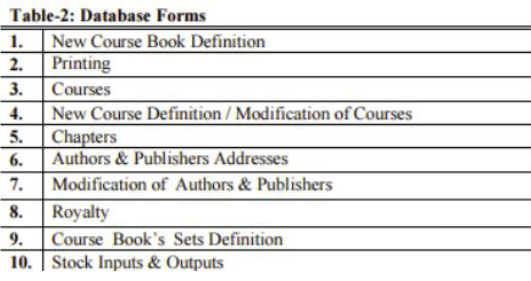 Table-2: Database Forms
1. New Course Book Definition
2. Printing
3. Courses
4. New Course Definition / Modification of Courses
5. Chapters
6. Authors & Publishers Addresses
7. Modification of Authors & Publishers
8. Royalty
9. Course Book's Sets Definition
10. Stock Inputs & Outputs